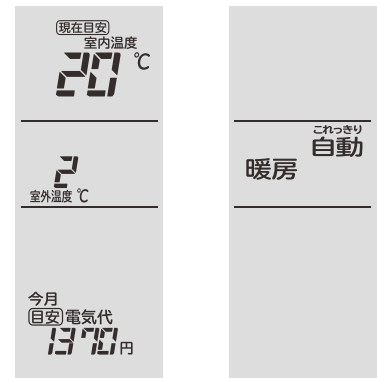 現在目安
室内温度
20℃
2
室外温度 ℃
今月
目安 電気代
1370円
これっきり
自動
暖房